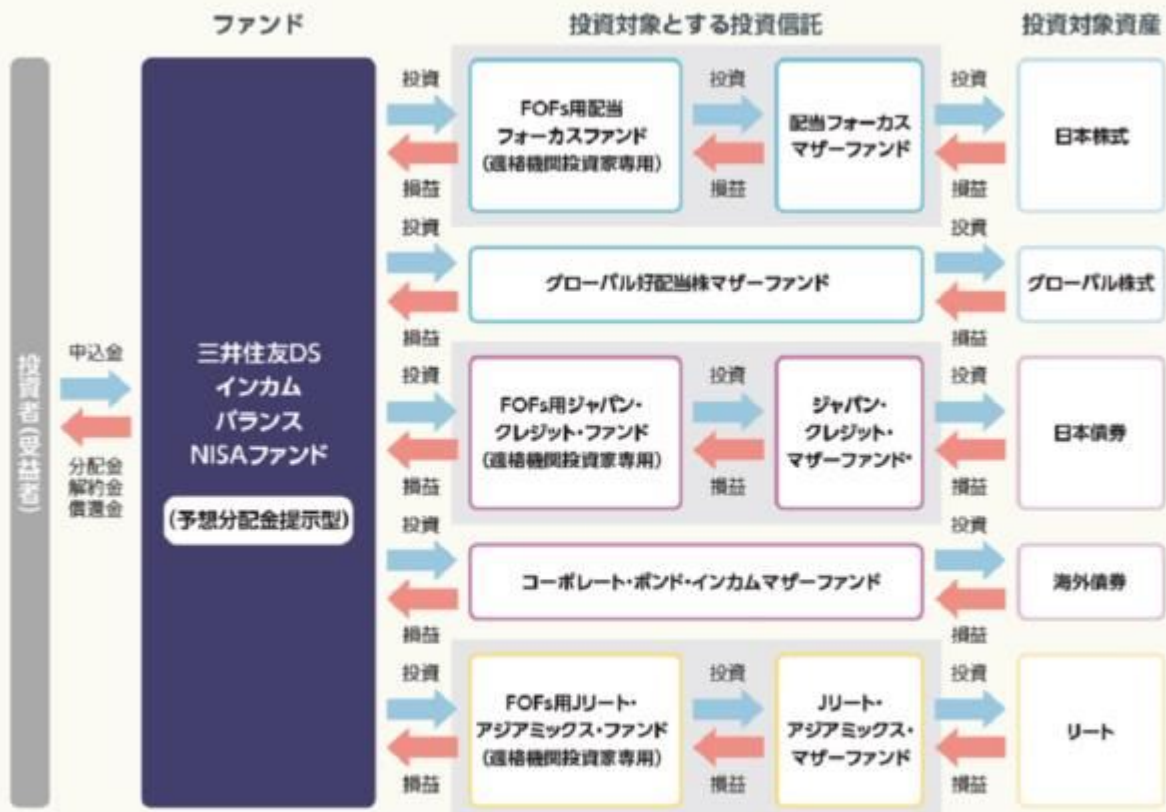 ファンド
投資対象とする投資信託
投資対象資産
投資者(受益者)
申込金
分配金
解約金
償還金
三井住友DS
インカム
バランス
NISAファンド
(予想分配金提示型)
投資
損益
FOFs用配当
フォーカスファンド
(適格機関投資家専用)
投資
損益
配当フォーカス
マザーファンド
投資
損益
日本株式
投資
損益
グローバル好配当株マザーファンド
投資
損益
グローバル株式
投資
損益
FOFs用ジャパン・
クレジット・ファンド
(適格機関投資家専用)
投資
損益
ジャパン・
クレジット・
マザーファンド*
投資
損益
日本債券
投資
損益
コーポレート・ボンド・インカムマザーファンド
投資
損益
海外債券
投資
損益
FOFs用Jリート・
アジアミックス・ファンド
(適格機関投資家専用)
投資
損益
Jリート・
アジアミックス・
マザーファンド
投資
損益
リート